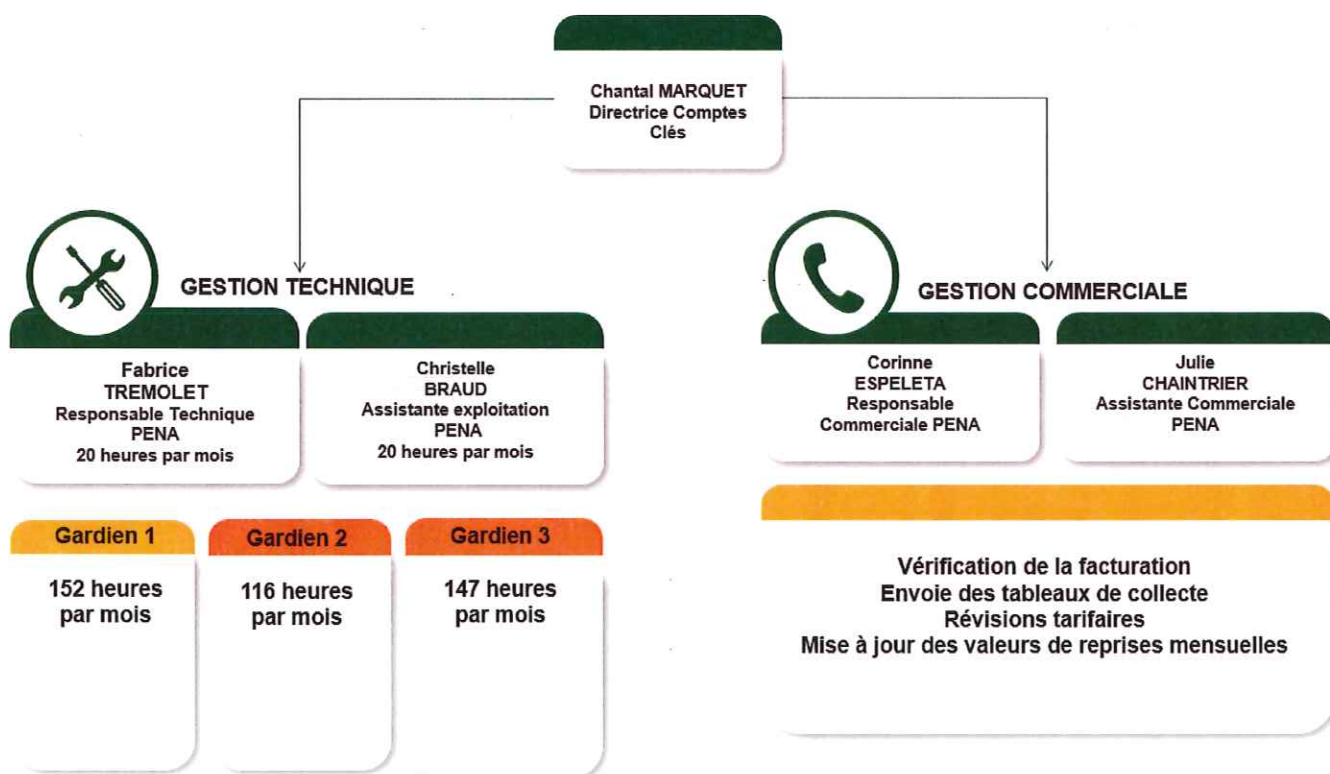 Chantal MARQUET
Directrice Comptes
Clés
GESTION TECHNIQUE
Fabrice
TREMOLET
Responsable Technique
PENA
20 heures par mois
Christelle
BRAUD
Assistante exploitation
PENA
20 heures par mois
Gardien 1
152 heures
par mois
Gardien 2
116 heures
par mois
Gardien 3
147 heures
par mois
GESTION COMMERCIALE
Corinne
ESPELETA
Responsable
Commerciale PENA
Julie
CHAINTRIER
Assistante Commerciale
PENA
Vérification de la facturation
Envoie des tableaux de collecte
Révisions tarifaires
Mise à jour des valeurs de reprises mensuelles